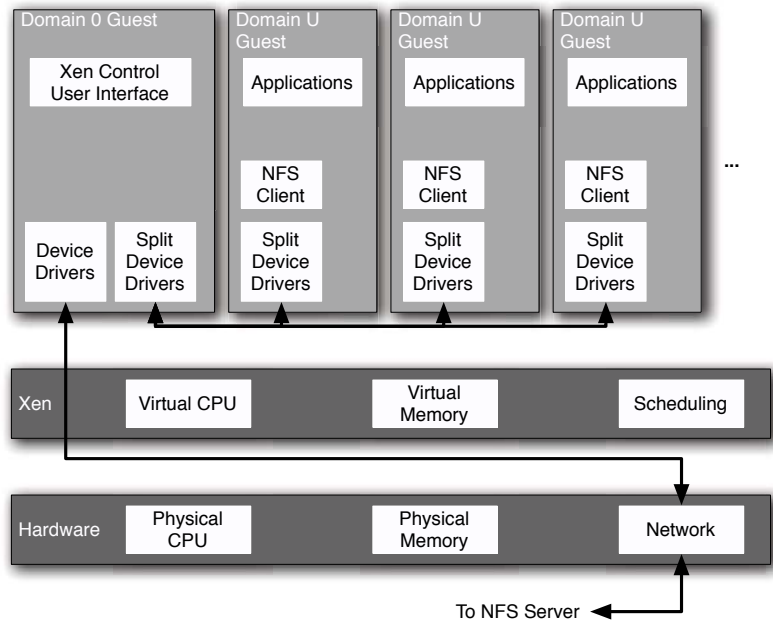 Domain 0 Guest
Xen Control
User Interface
Device
Drivers
Split
Device
Drivers
Domain U
Guest
Applications
NFS
Client
Split
Device
Drivers
Domain U
Guest
Applications
NFS
Client
Split
Device
Drivers
Domain U
Guest
Applications
NFS
Client
Split
Device
Drivers
...
Xen
Virtual CPU
Virtual
Memory
Scheduling
Hardware
Physical
CPU
Physical
Memory
Network
To NFS Server